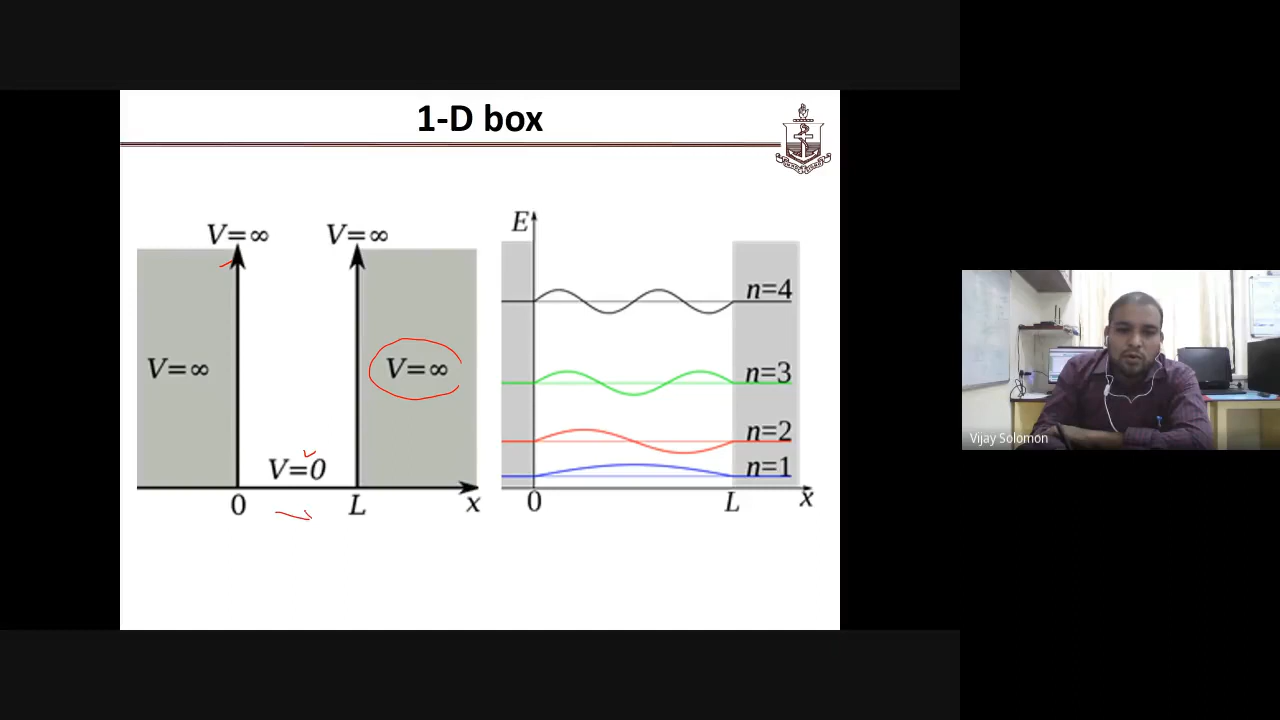 1-D box
V=∞
V=∞
V=∞
V=∞
V=0
0
L
x
E
n=4
n=3
n=2
n=1
0
L
x
Vijay Solomon